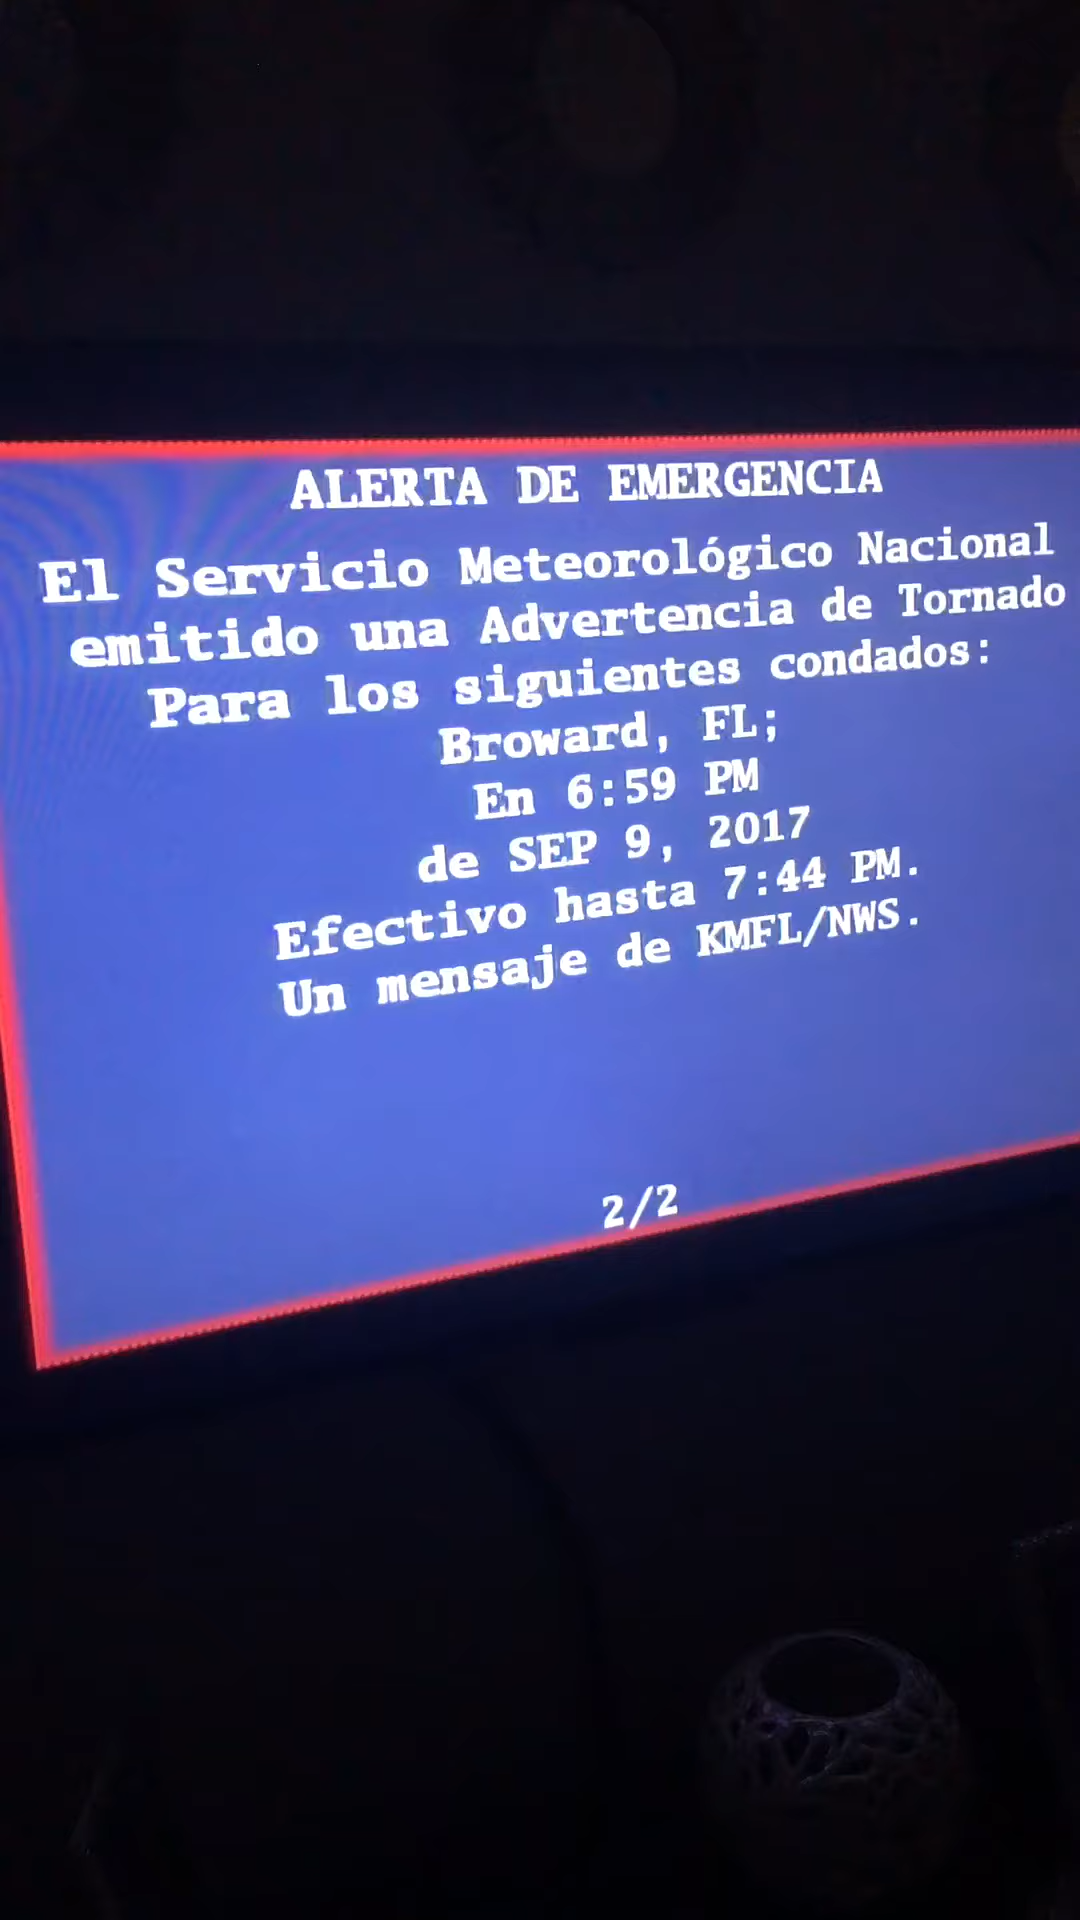 ALERTA DE EMERGENCIA
El Servicio Meteorológico Nacional
emitido una Advertencia de Tornado
Para los siguientes condados:
Broward, FL;
En 6:59 PM
de SEP 9, 2017
Efectivo hasta 7:44 PM.
Un mensaje de KMFL/NWS.
2/2